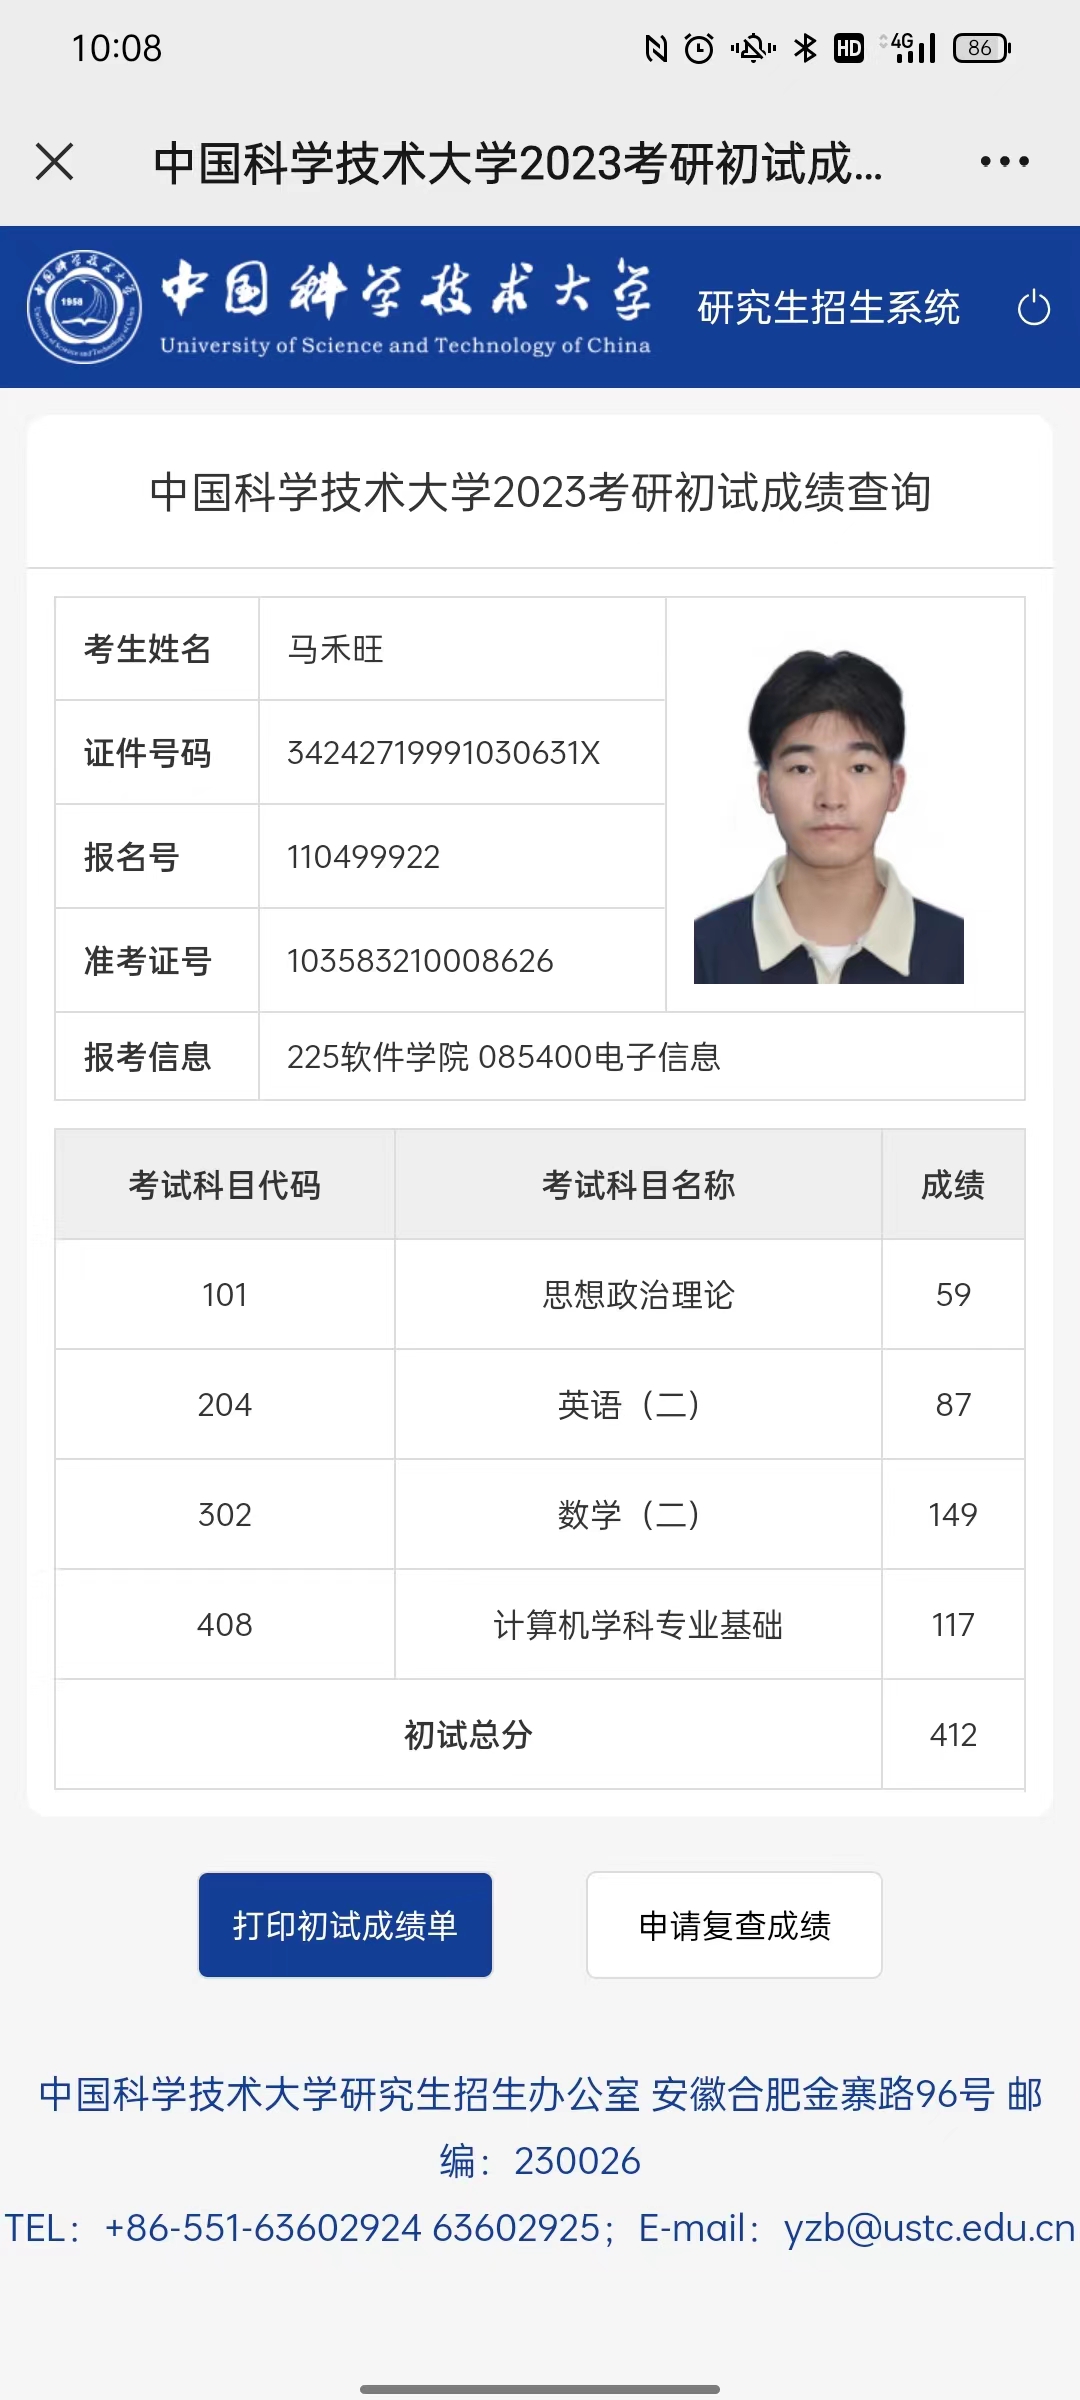 10:08
HD 4G 86
中国科学技术大学2023考研初试成...
中国科学技术大学
University of Science and Technology of China
研究生招生系统
1958
中国科学技术大学2023考研初试成绩查询
考生姓名 马禾旺
证件号码 34242719991030631X
报名号 110499922
准考证号 103583210008626
报考信息 225软件学院 085400电子信息
考试科目代码 考试科目名称 成绩
101 思想政治理论 59
204 英语（二） 87
302 数学（二） 149
408 计算机学科专业基础 117
初试总分 412
打印初试成绩单 申请复查成绩
中国科学技术大学研究生招生办公室 安徽合肥金寨路96号 邮
编：230026
TEL：+86-551-63602924 63602925；E-mail：yzb@ustc.edu.cn